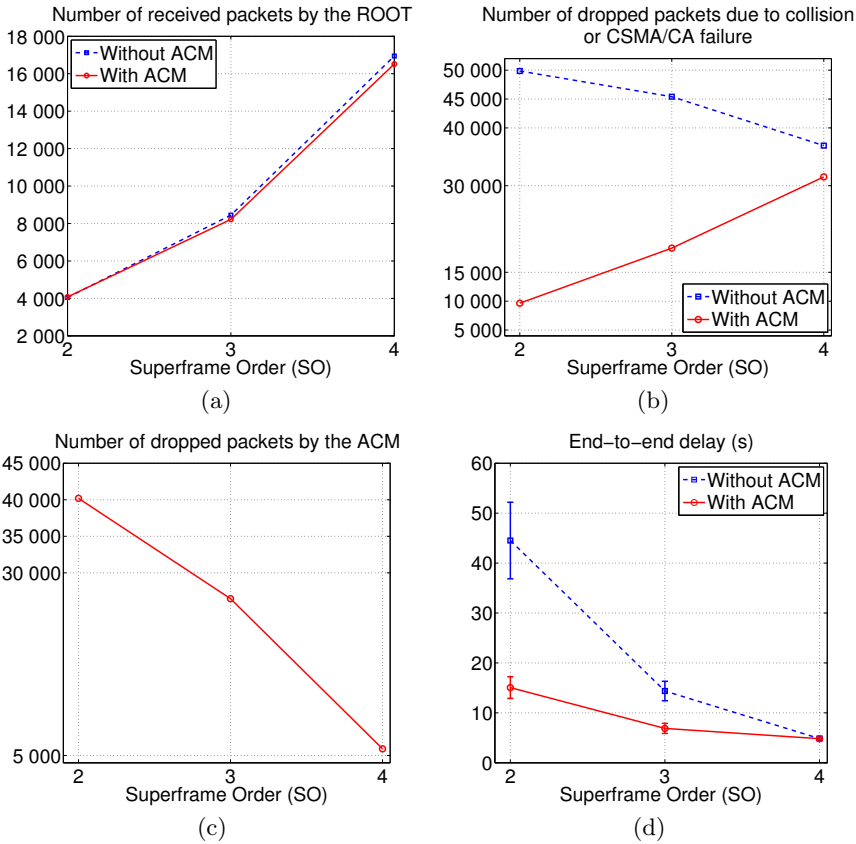 Number of received packets by the ROOT
18 000
16 000
14 000
12 000
10 000
8 000
6 000
4 000
2 000
Without ACM
With ACM
2 3 4
Superframe Order (SO)
(a)
Number of dropped packets due to collision
or CSMA/CA failure
50 000
45 000
40 000
30 000
15 000
10 000
5 000
Without ACM
With ACM
2 3 4
Superframe Order (SO)
(b)
Number of dropped packets by the ACM
45 000
40 000
35 000
30 000
5 000
2 3 4
Superframe Order (SO)
(c)
End−to−end delay (s)
60
50
40
30
20
10
0
Without ACM
With ACM
2 3 4
Superframe Order (SO)
(d)